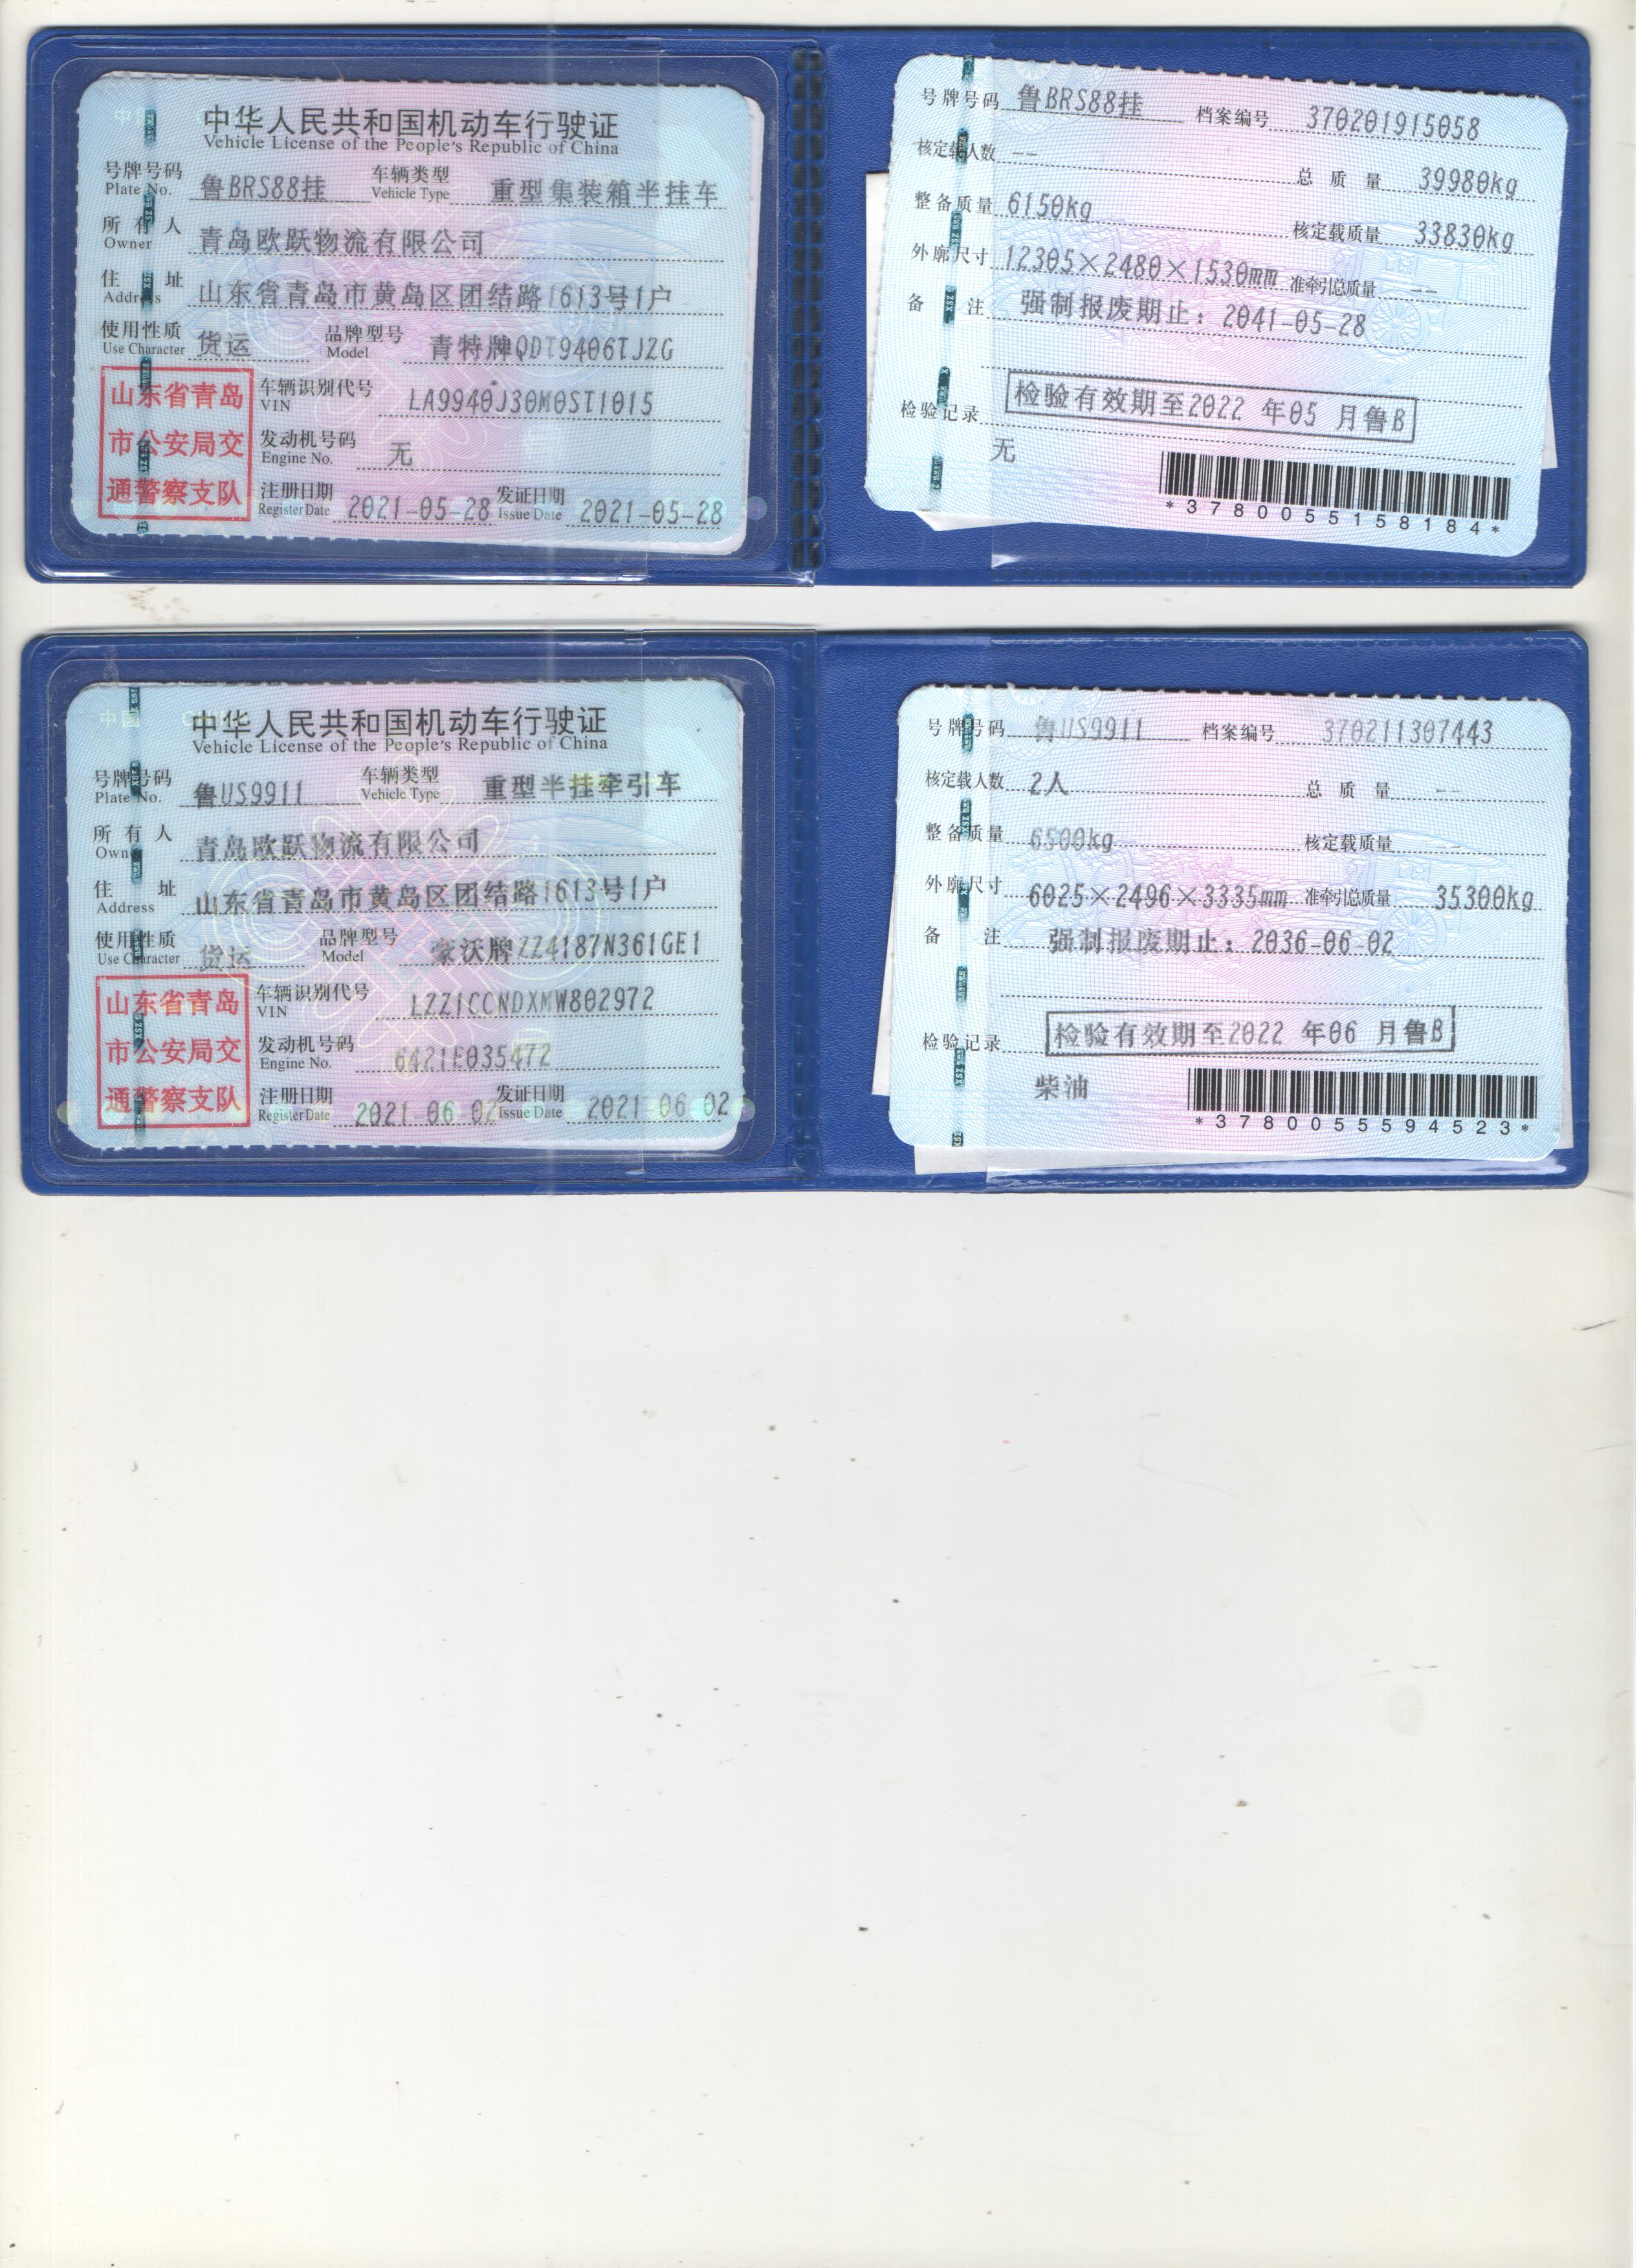 中华人民共和国机动车行驶证
Vehicle License of the People's Republic of China
号牌号码 Plate No. 鲁BRS88挂 车辆类型 Vehicle Type 重型集装箱半挂车
所有人 Owner 青岛欧跃物流有限公司
住址 Address 山东省青岛市黄岛区团结路1613号1户
使用性质 Use Character 货运 品牌型号 Model 青特牌QDT9406TJZG
山东省青岛
市公安局交
通警察支队
车辆识别代号 VIN LA9940J30M0ST1015
发动机号码 Engine No. 无
注册日期 Register Date 2021-05-28 发证日期 Issue Date 2021-05-28
号牌号码 鲁BRS88挂 档案编号 370201915058
核定载人数 -- 总质量 39980kg
整备质量 6150kg 核定载质量 33830kg
外廓尺寸 12305×2480×1530mm 准牵引总质量 --
备注 强制报废期止：2041-05-28
检验记录 检验有效期至2022 年05 月鲁B
无
*3780055158184*
中华人民共和国机动车行驶证
Vehicle License of the People's Republic of China
号牌号码 Plate No. 鲁US9911 车辆类型 Vehicle Type 重型半挂牵引车
所有人 Owner 青岛欧跃物流有限公司
住址 Address 山东省青岛市黄岛区团结路1613号1户
使用性质 Use Character 货运 品牌型号 Model 豪沃牌ZZ4187N361GE1
山东省青岛
市公安局交
通警察支队
车辆识别代号 VIN LZZ1CCNDXMW802972
发动机号码 Engine No. 6421E035472
注册日期 Register Date 2021-06-02 发证日期 Issue Date 2021-06-02
号牌号码 鲁US9911 档案编号 370211307443
核定载人数 2人 总质量 --
整备质量 6500kg 核定载质量 --
外廓尺寸 6025×2496×3335mm 准牵引总质量 35300kg
备注 强制报废期止：2036-06-02
检验记录 检验有效期至2022 年06 月鲁B
柴油
*3780055594523*